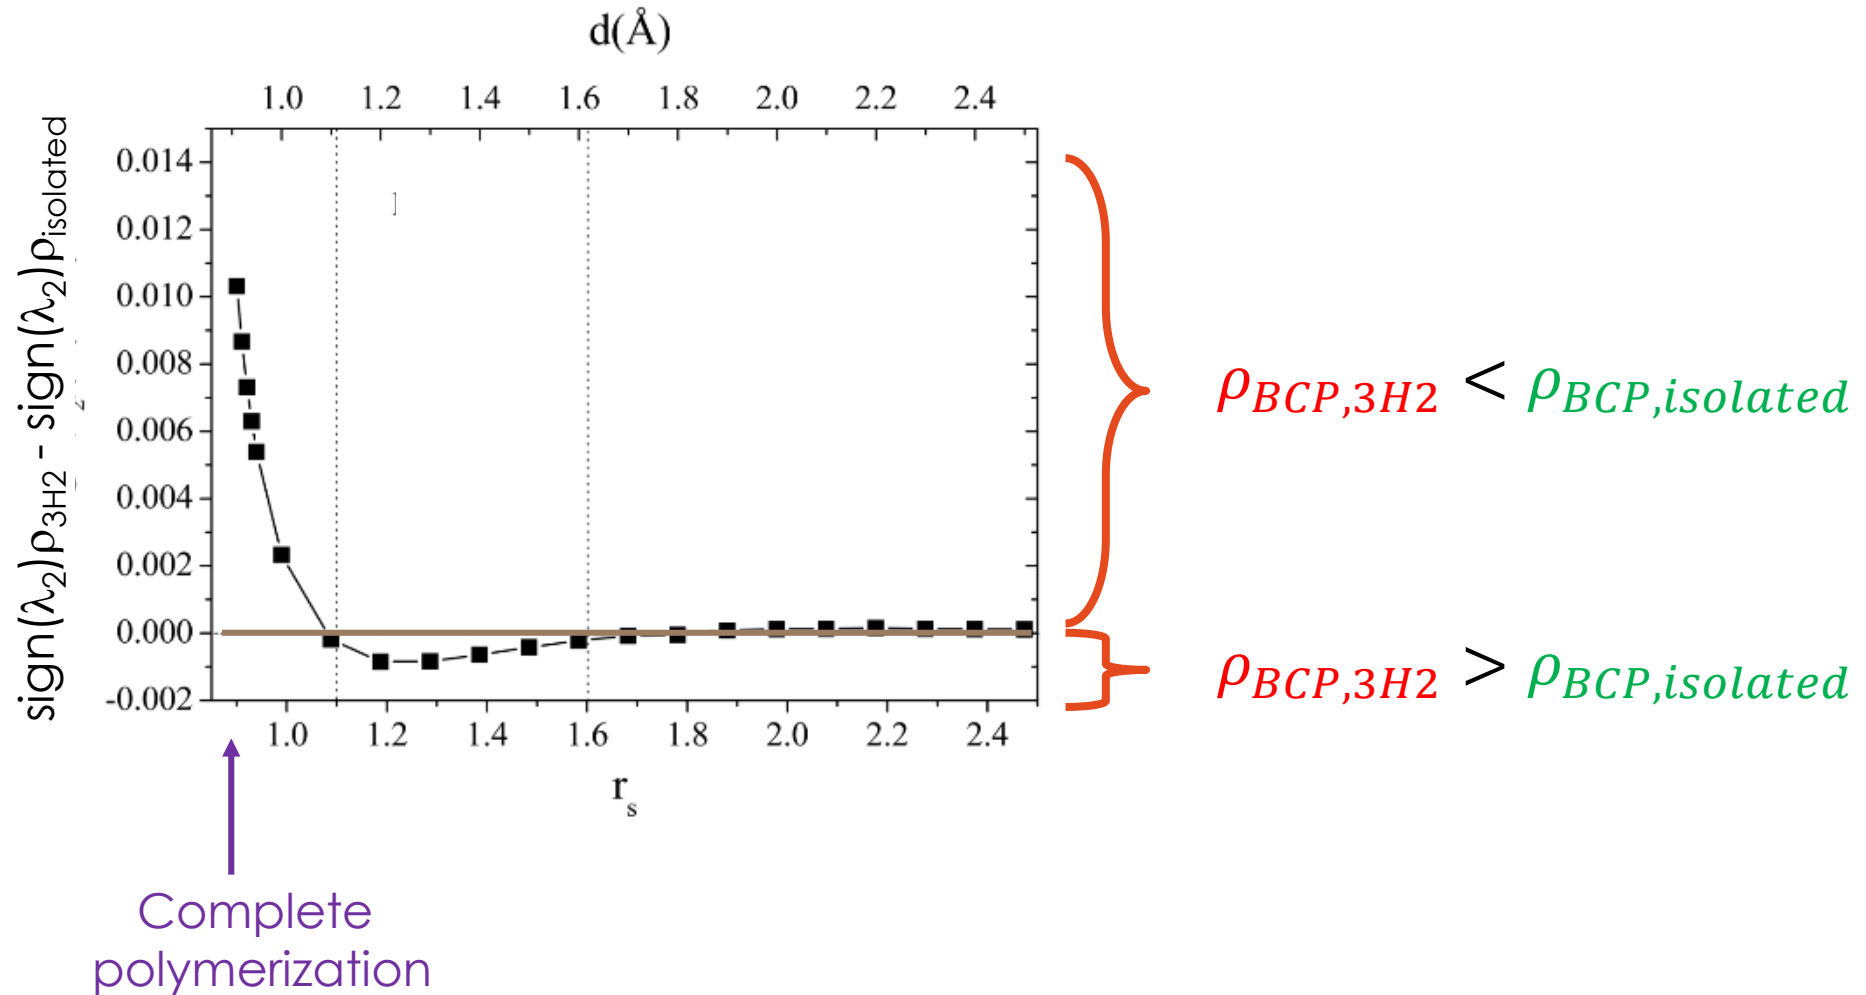 d(Å)
1.0 1.2 1.4 1.6 1.8 2.0 2.2 2.4
sign(λ₂)ρ₃H2 - sign(λ₂)ρisolated
0.014
0.012
0.010
0.008
0.006
0.004
0.002
0.000
-0.002
1.0 1.2 1.4 1.6 1.8 2.0 2.2 2.4
rₛ
ρBCP,3H2 < ρBCP,isolated
ρBCP,3H2 > ρBCP,isolated
Complete
polymerization